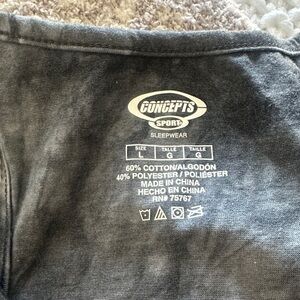 CONCEPTS
SPORT
SLEEPWEAR
SIZE TALLE TAILLE
L G G
60% COTTON/ALGODÓN
40% POLYESTER / POLIÉSTER
MADE IN CHINA
HECHO EN CHINA
RN# 75767